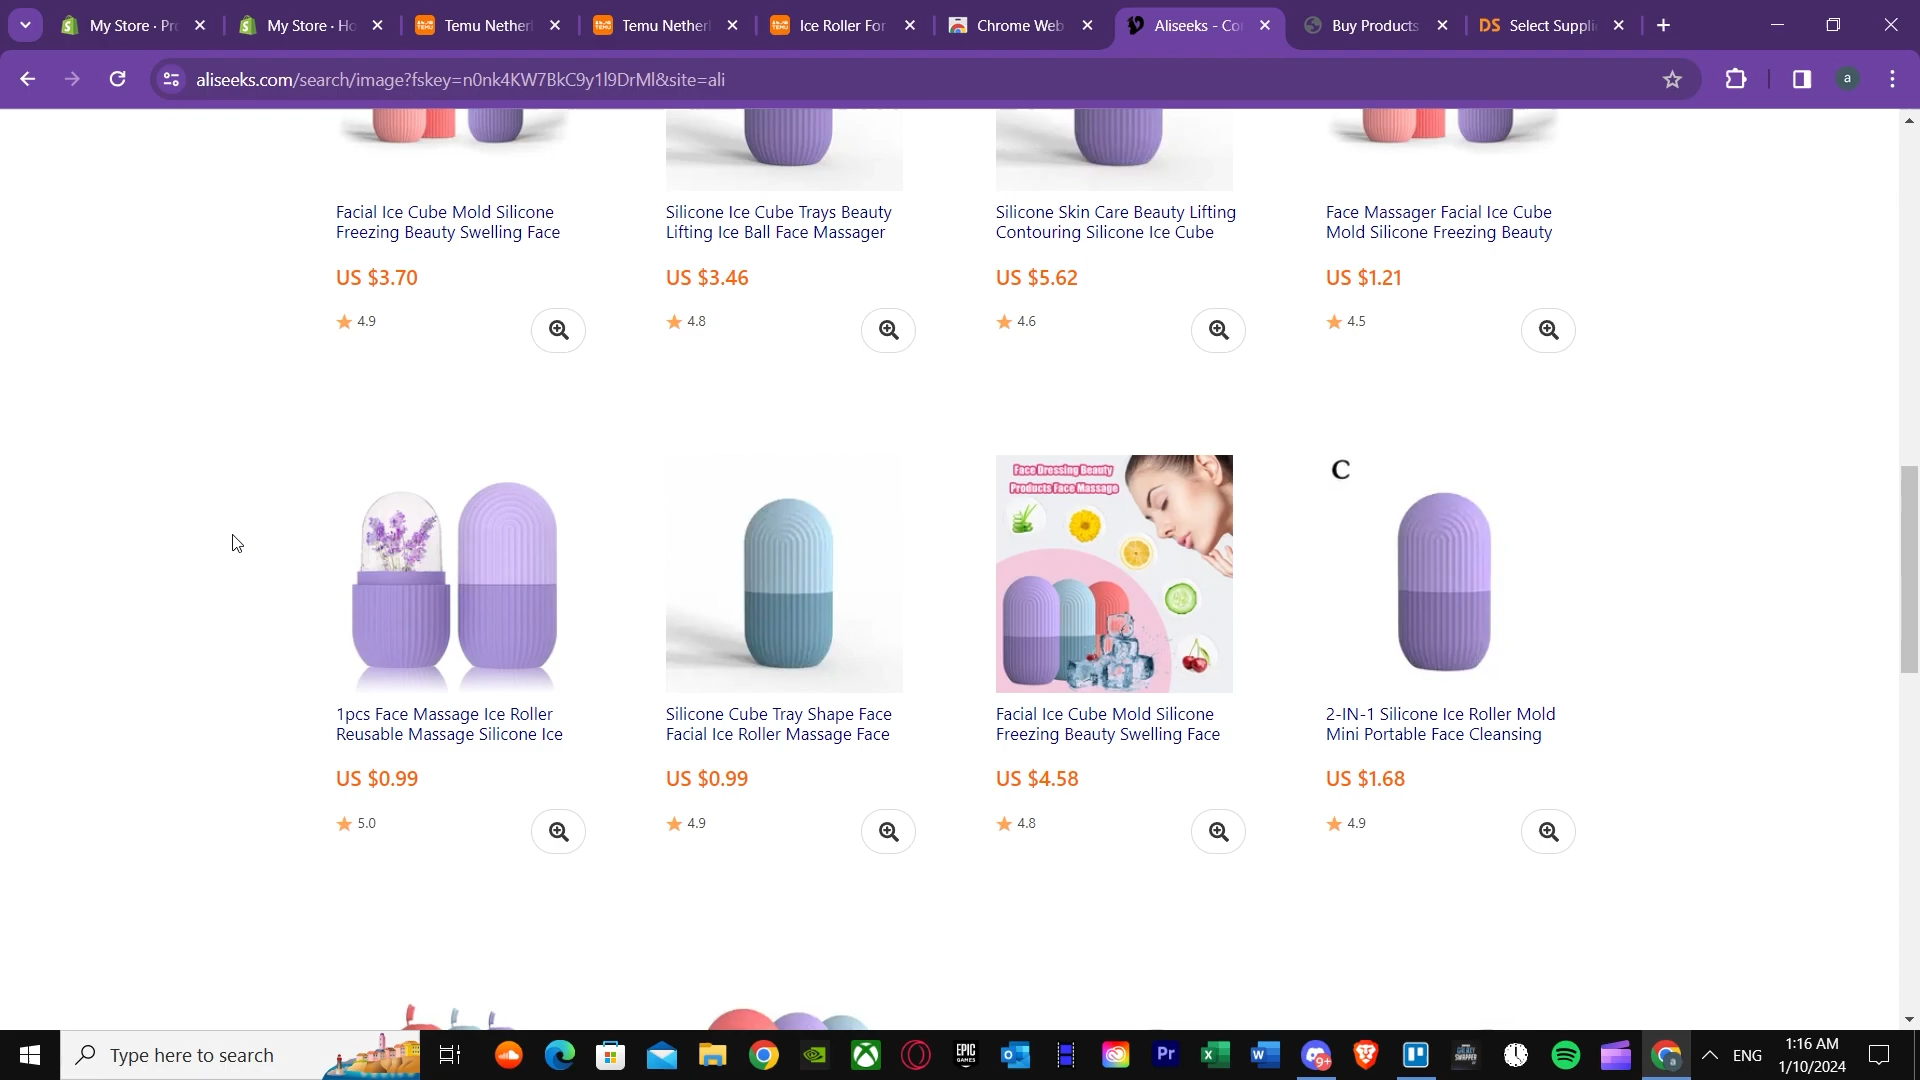 My Store · Pr
My Store · Ho
Temu Nether
Temu Nether
Ice Roller For
Chrome Web
Aliseeks - Co
Buy Products
DS Select Suppli
aliseeks.com/search/image?fskey=n0nk4KW7BkC9y1l9DrMl&site=ali
a
Facial Ice Cube Mold Silicone
Freezing Beauty Swelling Face
US $3.70
4.9
Silicone Ice Cube Trays Beauty
Lifting Ice Ball Face Massager
US $3.46
4.8
Silicone Skin Care Beauty Lifting
Contouring Silicone Ice Cube
US $5.62
4.6
Face Massager Facial Ice Cube
Mold Silicone Freezing Beauty
US $1.21
4.5
1pcs Face Massage Ice Roller
Reusable Massage Silicone Ice
US $0.99
5.0
Silicone Cube Tray Shape Face
Facial Ice Roller Massage Face
US $0.99
4.9
Face Dressing Beauty
Products Face Massage
Facial Ice Cube Mold Silicone
Freezing Beauty Swelling Face
US $4.58
4.8
C
2-IN-1 Silicone Ice Roller Mold
Mini Portable Face Cleansing
US $1.68
4.9
Type here to search
EPIC
GAMES
Pr
9+
a
ENG
1:16 AM
1/10/2024